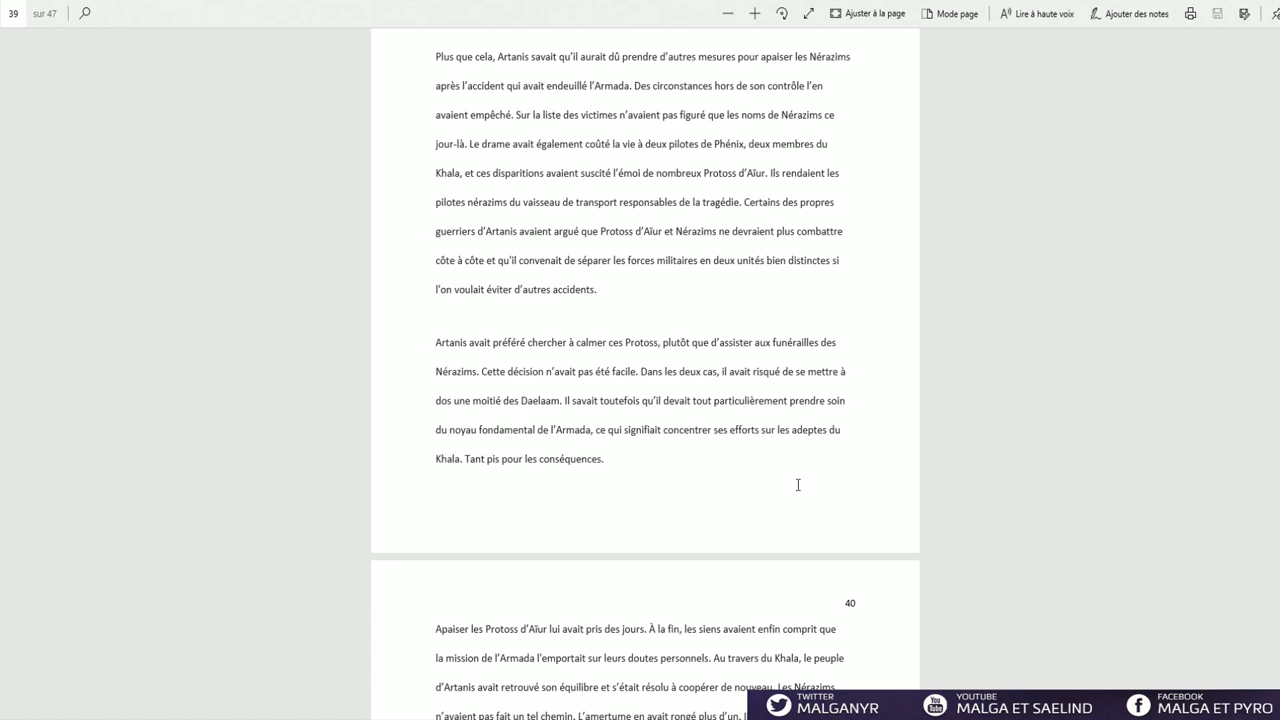 39 sur 47 Ajuster à la page Mode page Lire à haute voix Ajouter des notes
Plus que cela, Artanis savait qu'il aurait dû prendre d'autres mesures pour apaiser les Nérazims
après l'accident qui avait endeuillé l'Armada. Des circonstances hors de son contrôle l'en
avaient empêché. Sur la liste des victimes n'avaient pas figuré que les noms de Nérazims ce
jour-là. Le drame avait également coûté la vie à deux pilotes de Phénix, deux membres du
Khala, et ces disparitions avaient suscité l'émoi de nombreux Protoss d'Aïur. Ils rendaient les
pilotes nérazims du vaisseau de transport responsables de la tragédie. Certains des propres
guerriers d'Artanis avaient argué que Protoss d'Aïur et Nérazims ne devraient plus combattre
côte à côte et qu'il convenait de séparer les forces militaires en deux unités bien distinctes si
l'on voulait éviter d'autres accidents.
Artanis avait préféré chercher à calmer ces Protoss, plutôt que d'assister aux funérailles des
Nérazims. Cette décision n'avait pas été facile. Dans les deux cas, il avait risqué de se mettre à
dos une moitié des Daelaam. Il savait toutefois qu'il devait tout particulièrement prendre soin
du noyau fondamental de l'Armada, ce qui signifiait concentrer ses efforts sur les adeptes du
Khala. Tant pis pour les conséquences.
40
Apaiser les Protoss d'Aïur lui avait pris des jours. À la fin, les siens avaient enfin comprit que
la mission de l'Armada l'emportait sur leurs doutes personnels. Au travers du Khala, le peuple
d'Artanis avait retrouvé son équilibre et s'était résolu à coopérer de nouveau. Les Nérazims
n'avaient pas fait un tel chemin. L'amertume en avait rongé plus d'un.
TWITTER
MALGANYR
YOUTUBE
MALGA ET SAELIND
FACEBOOK
MALGA ET PYRO